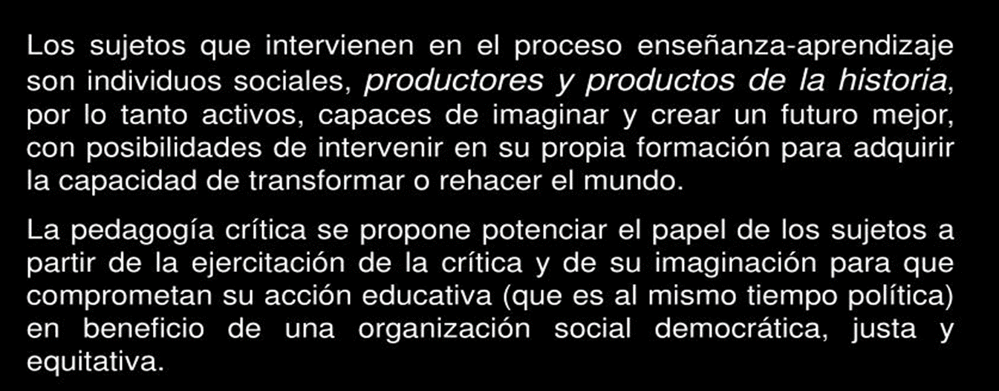 Los sujetos que intervienen en el proceso enseñanza-aprendizaje
son individuos sociales, productores y productos de la historia,
por lo tanto activos, capaces de imaginar y crear un futuro mejor,
con posibilidades de intervenir en su propia formación para adquirir
la capacidad de transformar o rehacer el mundo.
La pedagogía crítica se propone potenciar el papel de los sujetos a
partir de la ejercitación de la crítica y de su imaginación para que
comprometan su acción educativa (que es al mismo tiempo política)
en beneficio de una organización social democrática, justa y
equitativa.